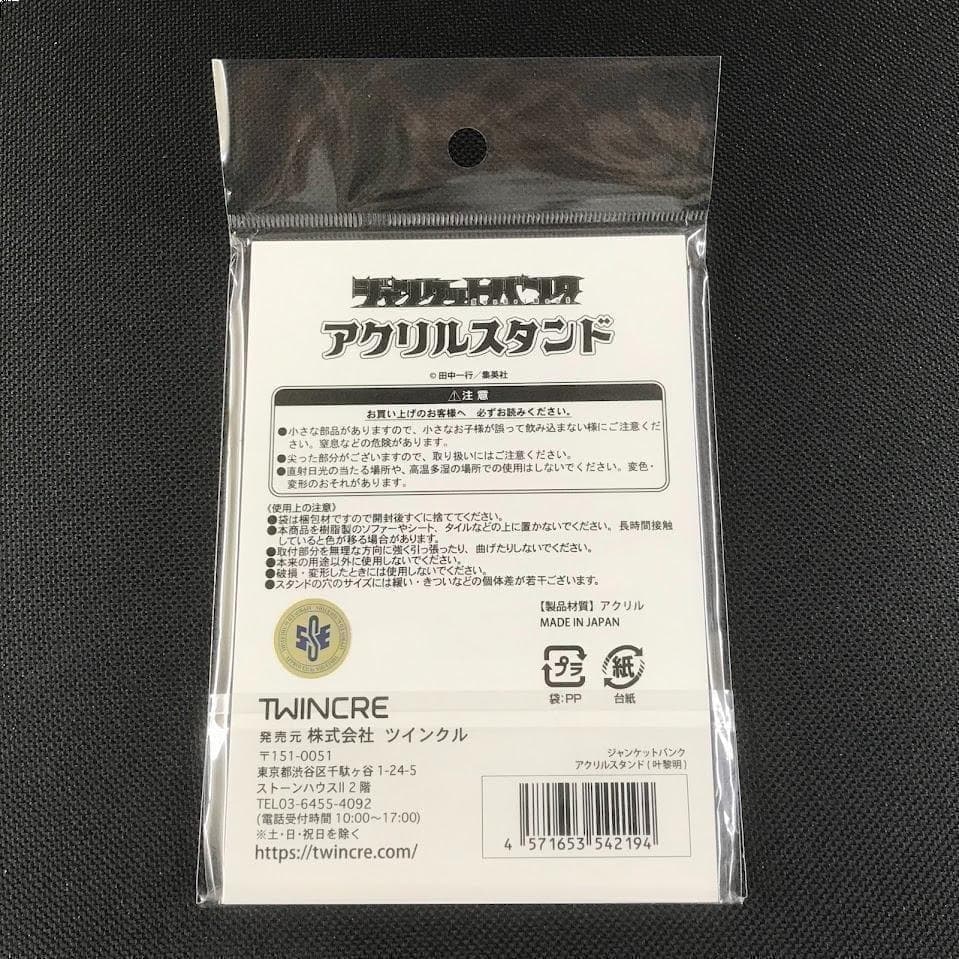 ジャンケットバンク
アクリルスタンド
© 田中一行／集英社
⚠注意
お買い上げのお客様へ　必ずお読みください。
●小さな部品がありますので、小さなお子様が誤って飲み込まない様にご注意くだ
さい。窒息などの危険があります。
●尖った部分がございますので、取り扱いにはご注意ください。
●直射日光の当たる場所や、高温多湿の場所での使用はしないでください。変色・
変形のおそれがあります。
《使用上の注意》
●袋は梱包材ですので開封後すぐに捨ててください。
●本商品を樹脂製のソファーやシート、タイルなどの上に置かないでください。長時間接触
していると色が移る場合があります。
●取付部分を無理な方向に強く引っ張ったり、曲げたりしないでください。
●本来の用途以外に使用しないでください。
●破損・変形したときには使用しないでください。
●スタンドの穴のサイズには緩い・きついなどの個体差が若干ございます。
【製品材質】アクリル
MADE IN JAPAN
プラ
袋:PP
紙
台紙
TWINCRE
発売元 株式会社 ツインクル
〒151-0051
東京都渋谷区千駄ヶ谷 1-24-5
ストーンハウスII 2 階
TEL03-6455-4092
(電話受付時間 10:00～17:00)
※土・日・祝日を除く
https://twincre.com/
ジャンケットバンク
アクリルスタンド ( 叶黎明 )
4 571653 542194